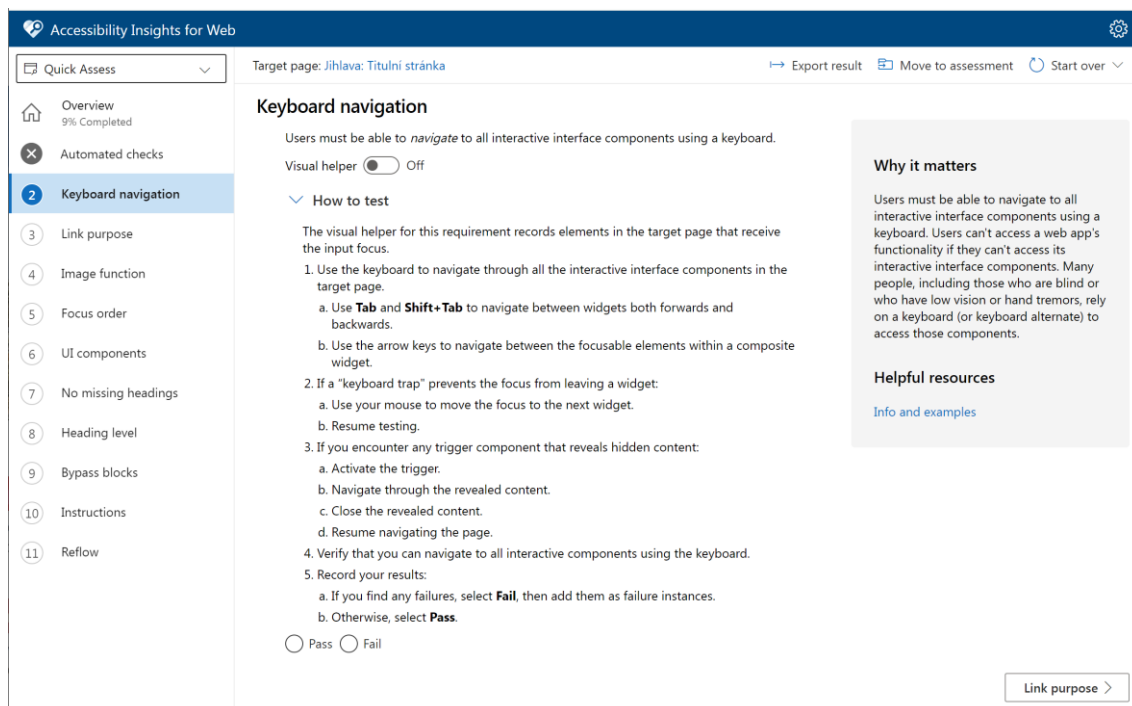 Accessibility Insights for Web
Quick Assess
Target page: Jihlava: Titulní stránka
Export result
Move to assessment
Start over
Overview
9% Completed
Automated checks
2 Keyboard navigation
3 Link purpose
4 Image function
5 Focus order
6 UI components
7 No missing headings
8 Heading level
9 Bypass blocks
10 Instructions
11 Reflow
Keyboard navigation
Users must be able to navigate to all interactive interface components using a keyboard.
Visual helper Off
How to test
The visual helper for this requirement records elements in the target page that receive
the input focus.
1. Use the keyboard to navigate through all the interactive interface components in the
target page.
a. Use Tab and Shift+Tab to navigate between widgets both forwards and
backwards.
b. Use the arrow keys to navigate between the focusable elements within a composite
widget.
2. If a "keyboard trap" prevents the focus from leaving a widget:
a. Use your mouse to move the focus to the next widget.
b. Resume testing.
3. If you encounter any trigger component that reveals hidden content:
a. Activate the trigger.
b. Navigate through the revealed content.
c. Close the revealed content.
d. Resume navigating the page.
4. Verify that you can navigate to all interactive components using the keyboard.
5. Record your results:
a. If you find any failures, select Fail, then add them as failure instances.
b. Otherwise, select Pass.
Pass Fail
Why it matters
Users must be able to navigate to all
interactive interface components using a
keyboard. Users can't access a web app's
functionality if they can't access its
interactive interface components. Many
people, including those who are blind or
who have low vision or hand tremors, rely
on a keyboard (or keyboard alternate) to
access those components.
Helpful resources
Info and examples
Link purpose